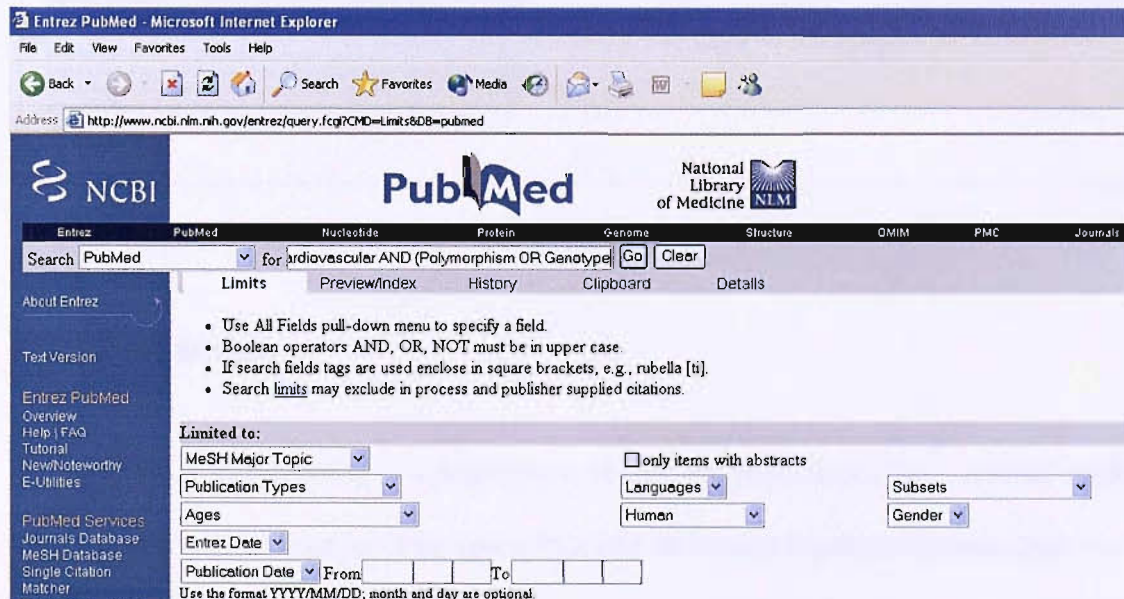 Entrez PubMed - Microsoft Internet Explorer
File Edit View Favorites Tools Help
Back Search Favorites Media
Address http://www.ncbi.nlm.nih.gov/entrez/query.fcgi?CMD=Limits&DB=pubmed
NCBI PubMed National Library of Medicine NLM
Entrez PubMed Nucleotide Protein Genome Structure OMIM PMC Journals
Search PubMed for ardiovascular AND (Polymorphism OR Genotype Go Clear
Limits Preview/Index History Clipboard Details
About Entrez
• Use All Fields pull-down menu to specify a field.
• Boolean operators AND, OR, NOT must be in upper case.
• If search fields tags are used enclose in square brackets, e.g., rubella [ti].
• Search limits may exclude in process and publisher supplied citations.
Text Version
Entrez PubMed
Overview
Help | FAQ
Tutorial
New/Noteworthy
E-Utilities
PubMed Services
Journals Database
MeSH Database
Single Citation
Matcher
Limited to:
MeSH Major Topic only items with abstracts
Publication Types Languages Subsets
Ages Human Gender
Entrez Date
Publication Date From To
Use the format YYYY/MM/DD; month and day are optional.